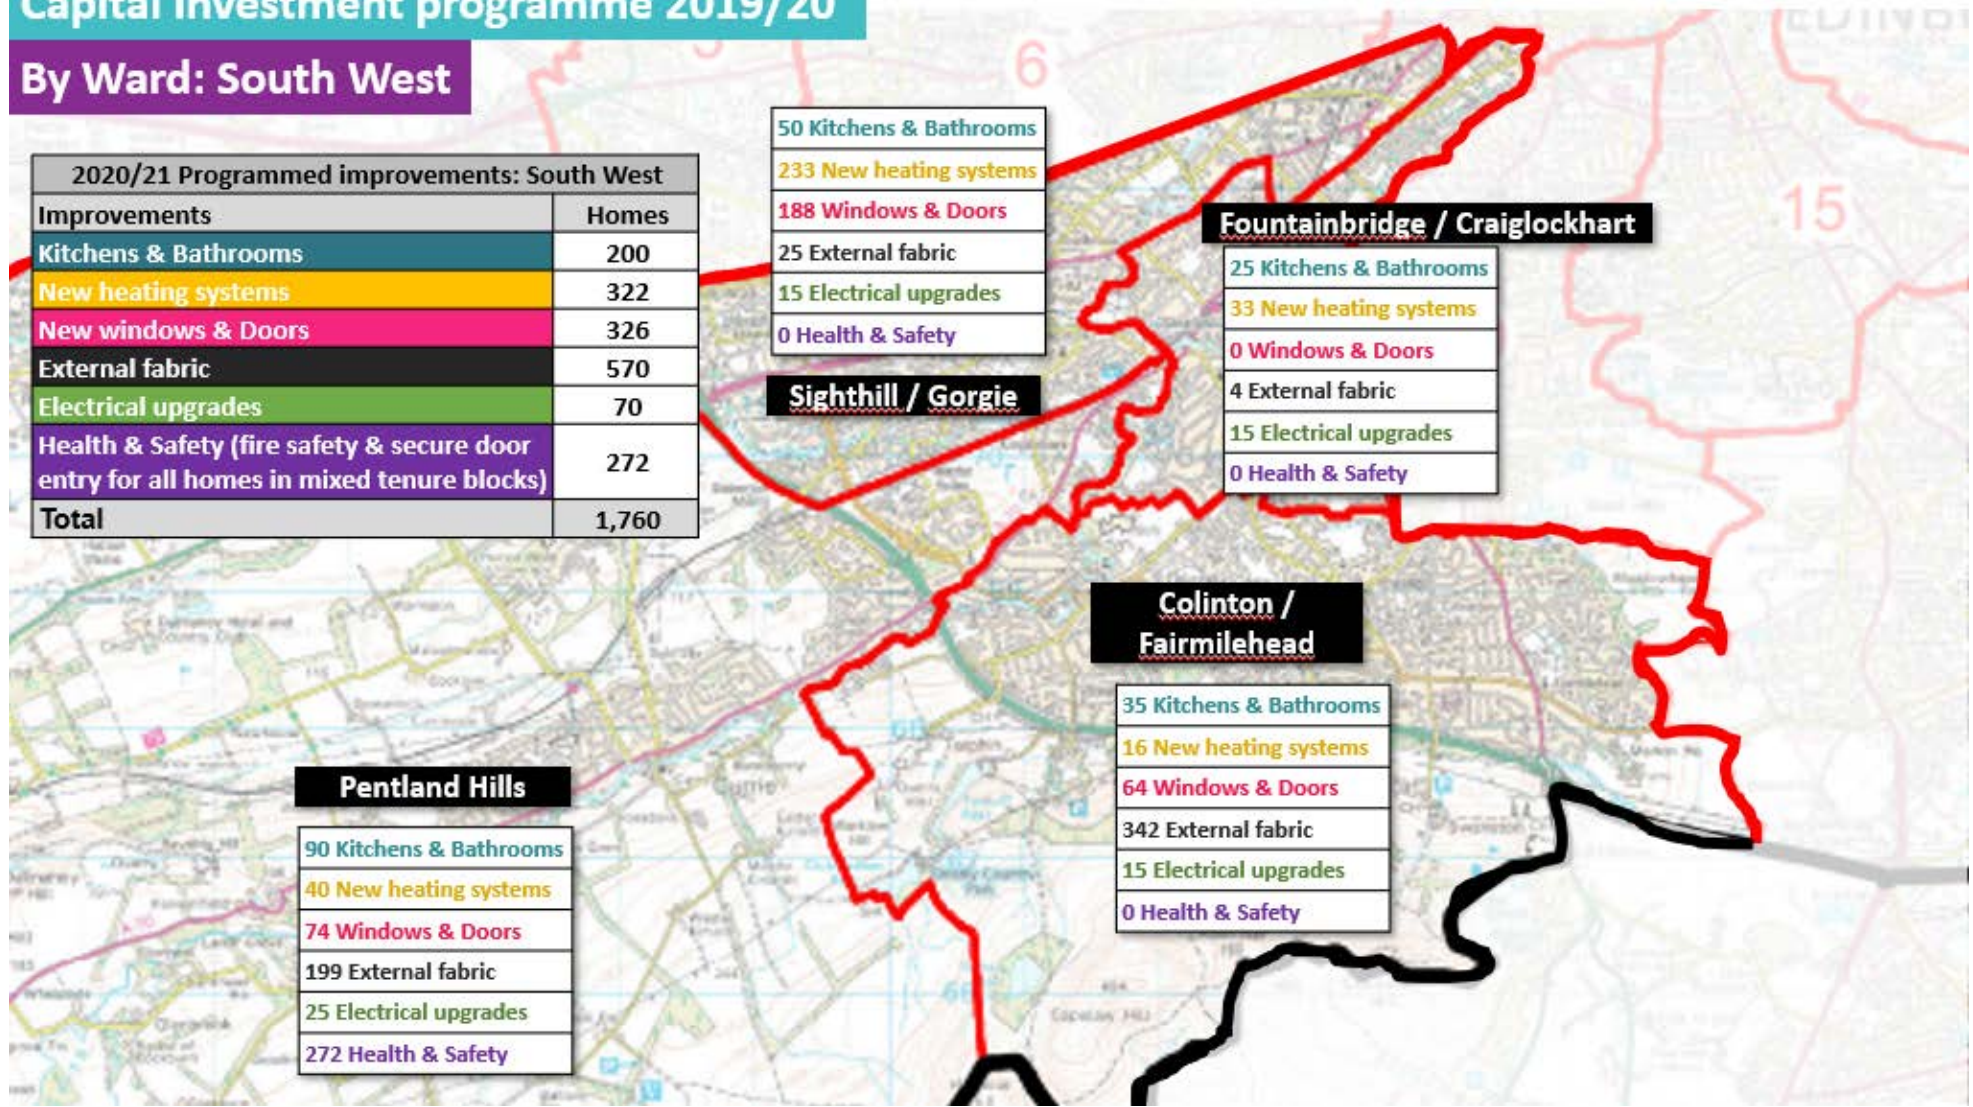 Capital Investment programme 2019/20
By Ward: South West
2020/21 Programmed improvements: South West
Improvements Homes
Kitchens & Bathrooms 200
New heating systems 322
New windows & Doors 326
External fabric 570
Electrical upgrades 70
Health & Safety (fire safety & secure door
entry for all homes in mixed tenure blocks) 272
Total 1,760
50 Kitchens & Bathrooms
233 New heating systems
188 Windows & Doors
25 External fabric
15 Electrical upgrades
0 Health & Safety
Sighthill / Gorgie
Fountainbridge / Craiglockhart
25 Kitchens & Bathrooms
33 New heating systems
0 Windows & Doors
4 External fabric
15 Electrical upgrades
0 Health & Safety
Colinton /
Fairmilehead
35 Kitchens & Bathrooms
16 New heating systems
64 Windows & Doors
342 External fabric
15 Electrical upgrades
0 Health & Safety
Pentland Hills
90 Kitchens & Bathrooms
40 New heating systems
74 Windows & Doors
199 External fabric
25 Electrical upgrades
272 Health & Safety
6
15